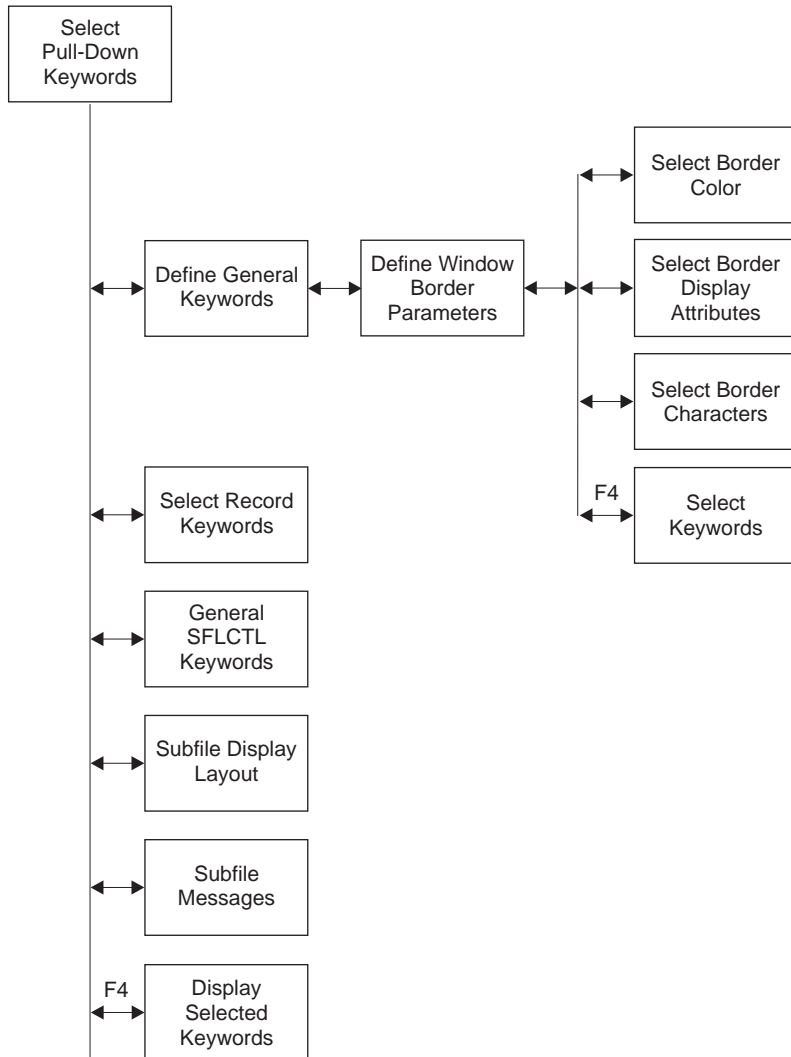 Select
Pull-Down
Keywords
Select Border
Color
Define General
Keywords
Define Window
Border
Parameters
Select Border
Display
Attributes
Select Border
Characters
Select Record
Keywords
F4
Select
Keywords
General
SFLCTL
Keywords
Subfile Display
Layout
Subfile
Messages
F4
Display
Selected
Keywords